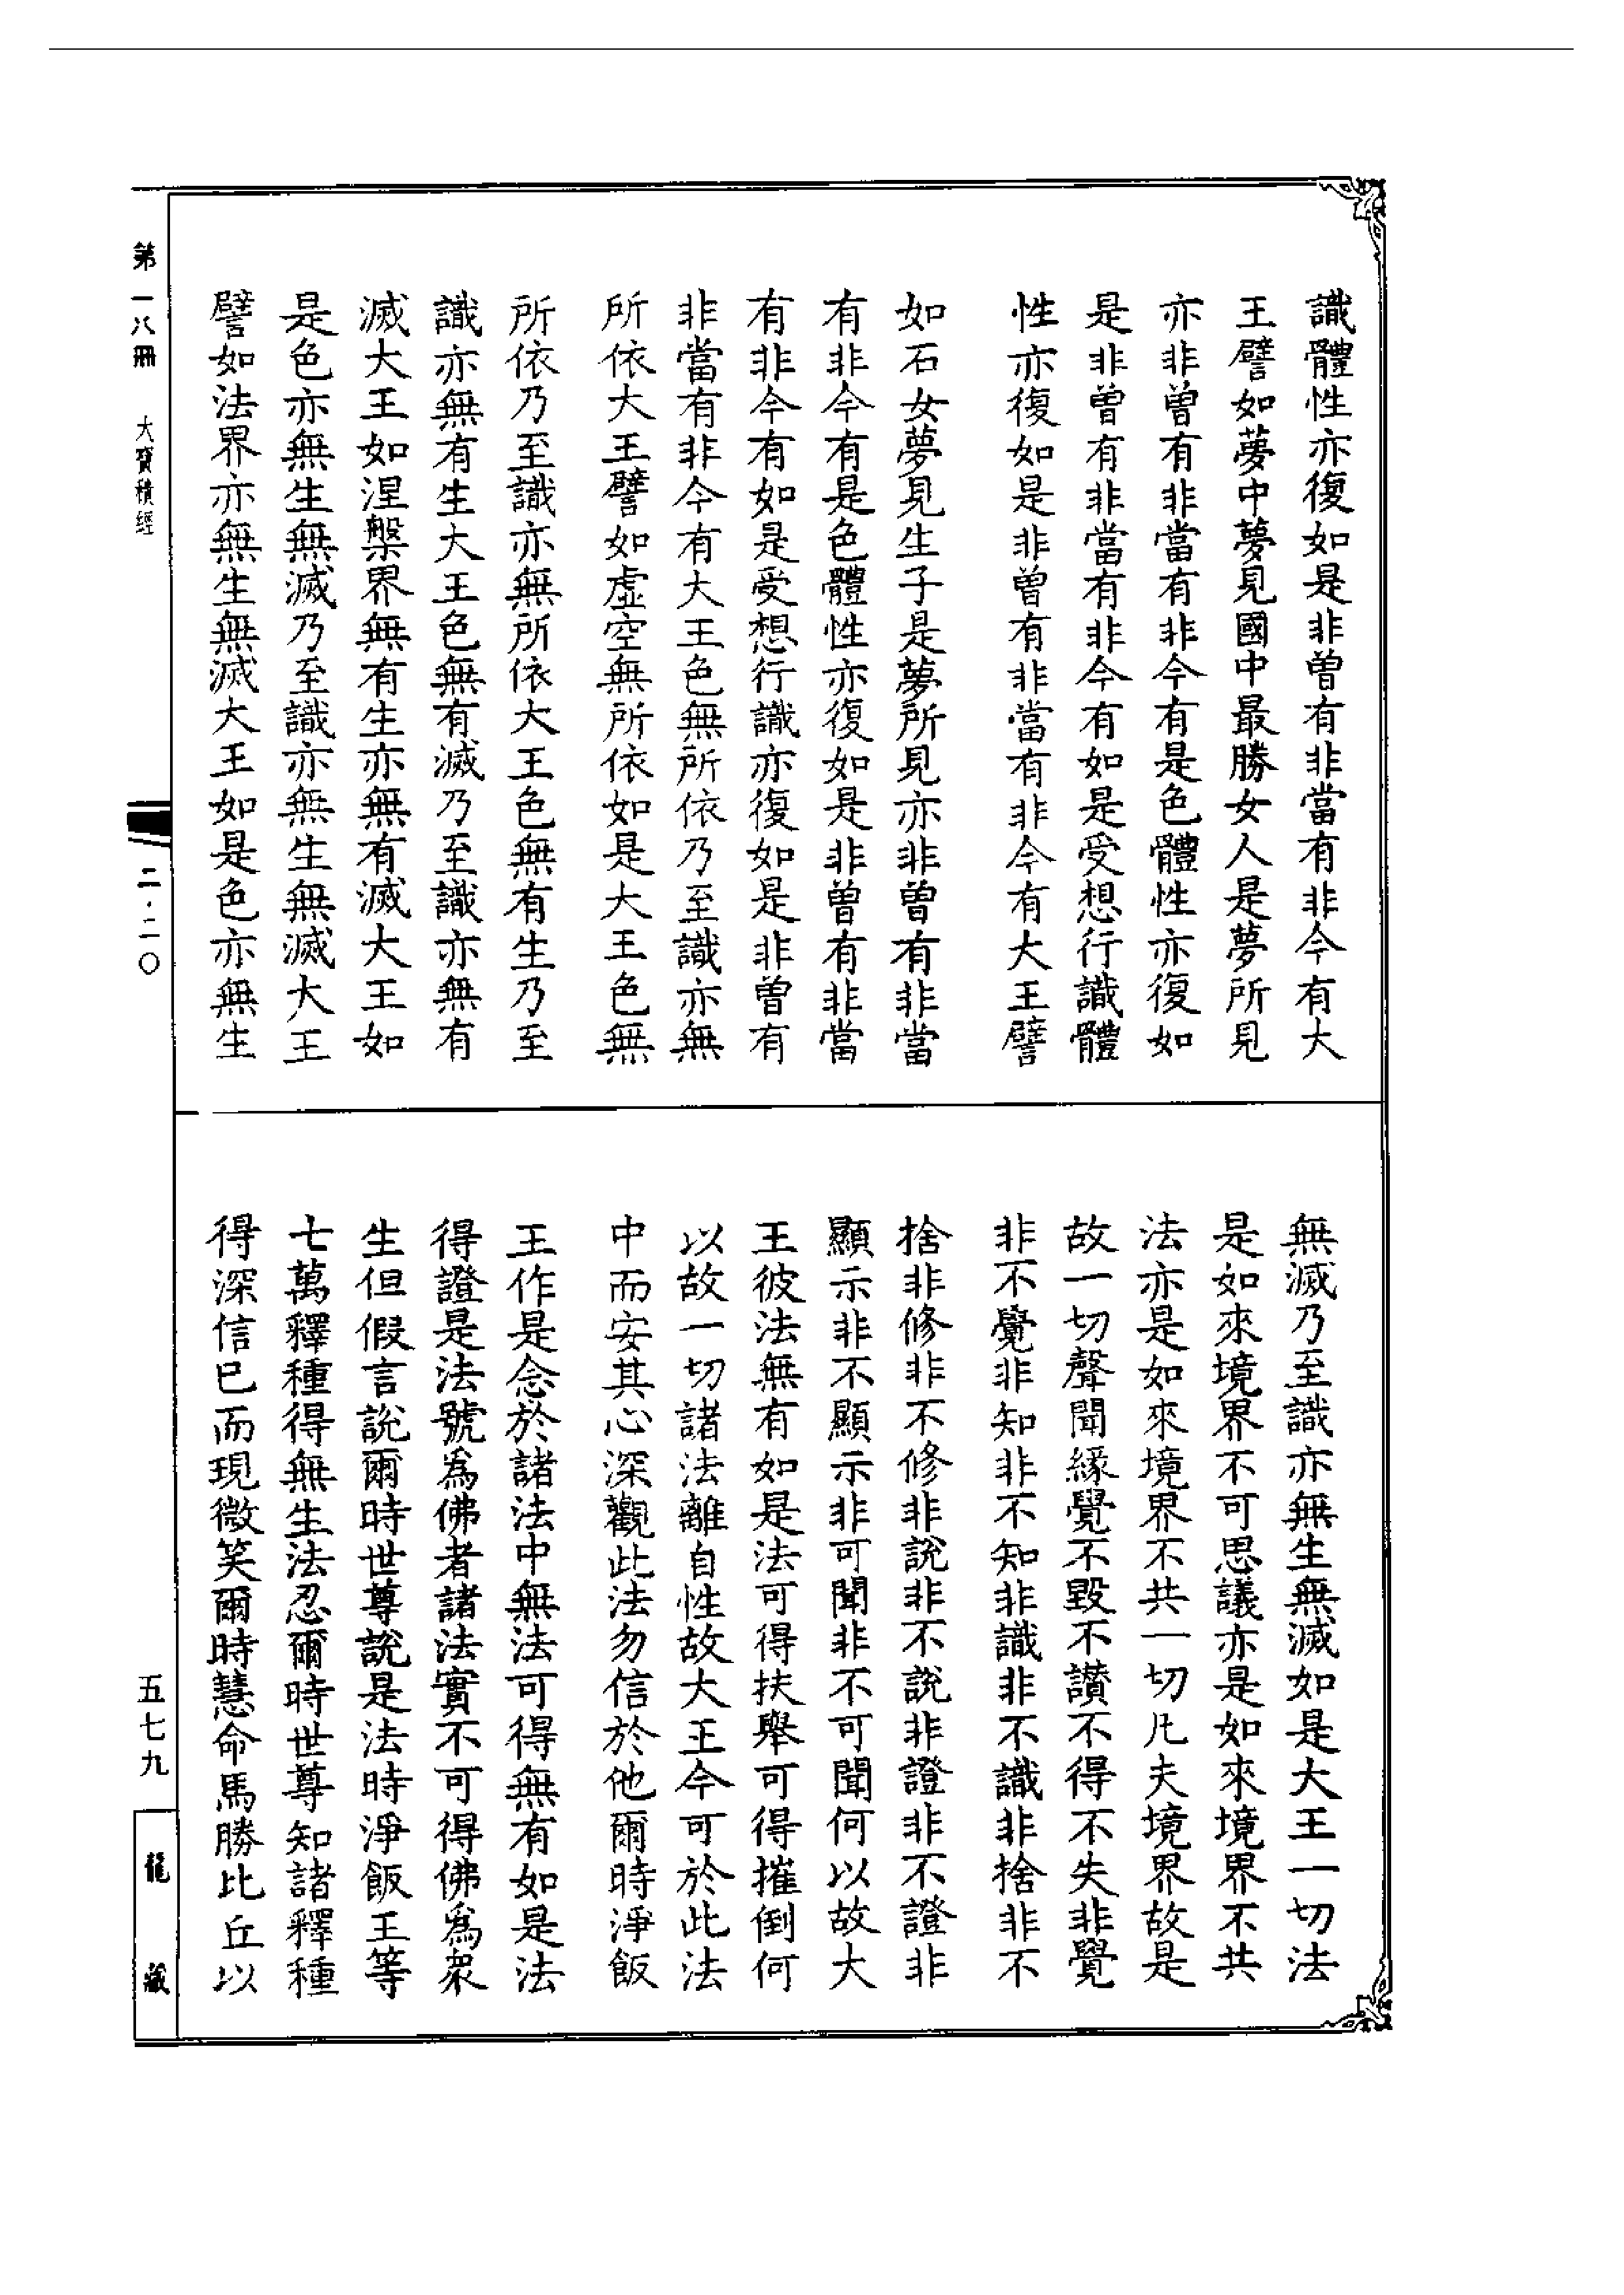 識體性亦復如是非曾有非當有非今有大
王譬如夢中夢見國中最勝女人是夢所見
亦非曾有非當有非今有是色體性亦復如
是非曾有非當有非今有如是受想行識體
性亦復如是非曾有非當有非今有大王譬
如石女夢見生子是夢所見亦非曾有非當
有非今有是色體性亦復如是非曾有非當
有非今有如是受想行識亦復如是非曾有
非當有非今有大王色無所依乃至識亦無
所依大王譬如虛空無所依如是大王色無
所依乃至識亦無所依大王色無有生乃至
識亦無有生大王色無有滅乃至識亦無有
滅大王如涅槃界無有生亦無有滅大王如
是色亦無生無滅乃至識亦無生無滅大王
譬如法界亦無生無滅大王如是色亦無生
無滅乃至識亦無生無滅如是大王一切法
是如來境界不可思議亦是如來境界不共
法亦是如來境界不共一切凡夫境界故是
故一切聲聞緣覺不毀不讃不得不失非覺
非不覺非知非不知非識非不識非捨非不
捨非修非不修非說非不說非證非不證非
顯示非不顯示非可聞非不可聞何以故大
王彼法無有如是法可得扶舉可得摧倒何
以故一切諸法離自性故大王今可於此法
中而安其心深觀此法勿信於他爾時淨飯
王作是念於諸法中無法可得無有如是法
得證是法號爲佛者諸法實不可得佛爲衆
生但假言說爾時世尊說是法時淨飯王等
七萬釋種得無生法忍爾時世尊知諸釋種
得深信已而現微笑爾時慧命馬勝比丘以
第一八冊 大寳積經
二·二〇
五七九
龍藏